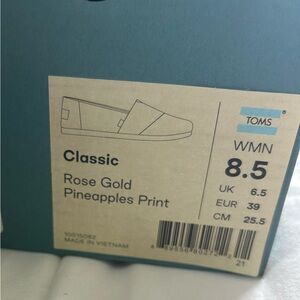 TOMS
WMN
8.5
UK 6.5
EUR 39
CM 25.5
Classic
Rose Gold
Pineapples Print
MADE IN VIETNAM
21